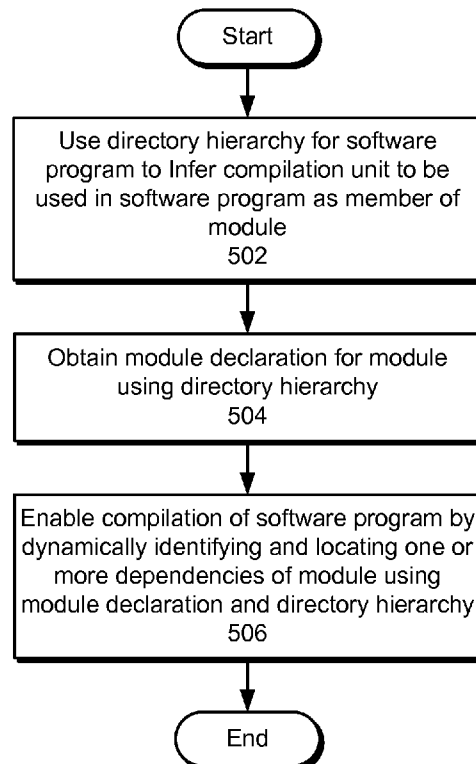 Start
Use directory hierarchy for software
program to Infer compilation unit to be
used in software program as member of
module
502
Obtain module declaration for module
using directory hierarchy
504
Enable compilation of software program by
dynamically identifying and locating one or
more dependencies of module using
module declaration and directory hierarchy
506
End